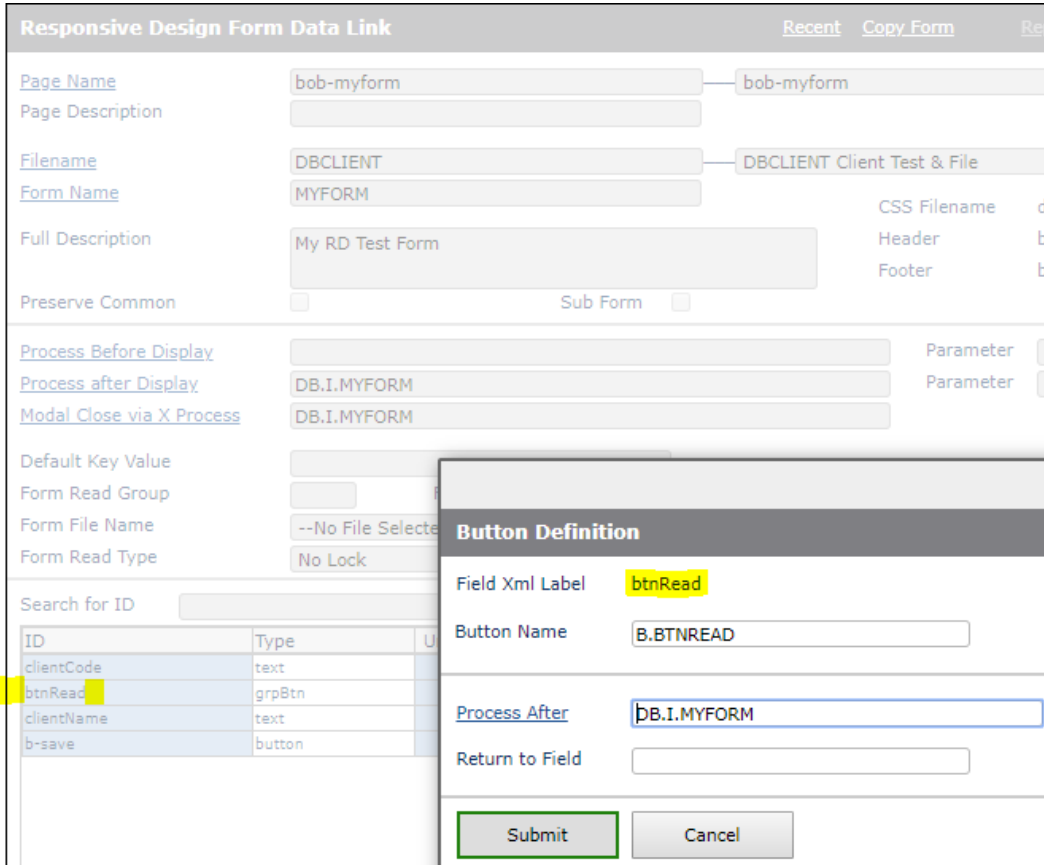 Responsive Design Form Data Link Recent Copy Form Re
Page Name bob-myform bob-myform
Page Description
Filename DBCLIENT DBCLIENT Client Test & File
Form Name MYFORM
CSS Filename
Full Description My RD Test Form Header
Footer
Preserve Common Sub Form
Process Before Display Parameter
Process after Display DB.I.MYFORM Parameter
Modal Close via X Process DB.I.MYFORM
Default Key Value
Form Read Group
Form File Name --No File Selecte
Form Read Type No Lock
Search for ID
ID Type U
clientCode text
btnRead grpBtn
clientName text
b-save button
Button Definition
Field Xml Label btnRead
Button Name B.BTNREAD
Process After DB.I.MYFORM
Return to Field
Submit Cancel